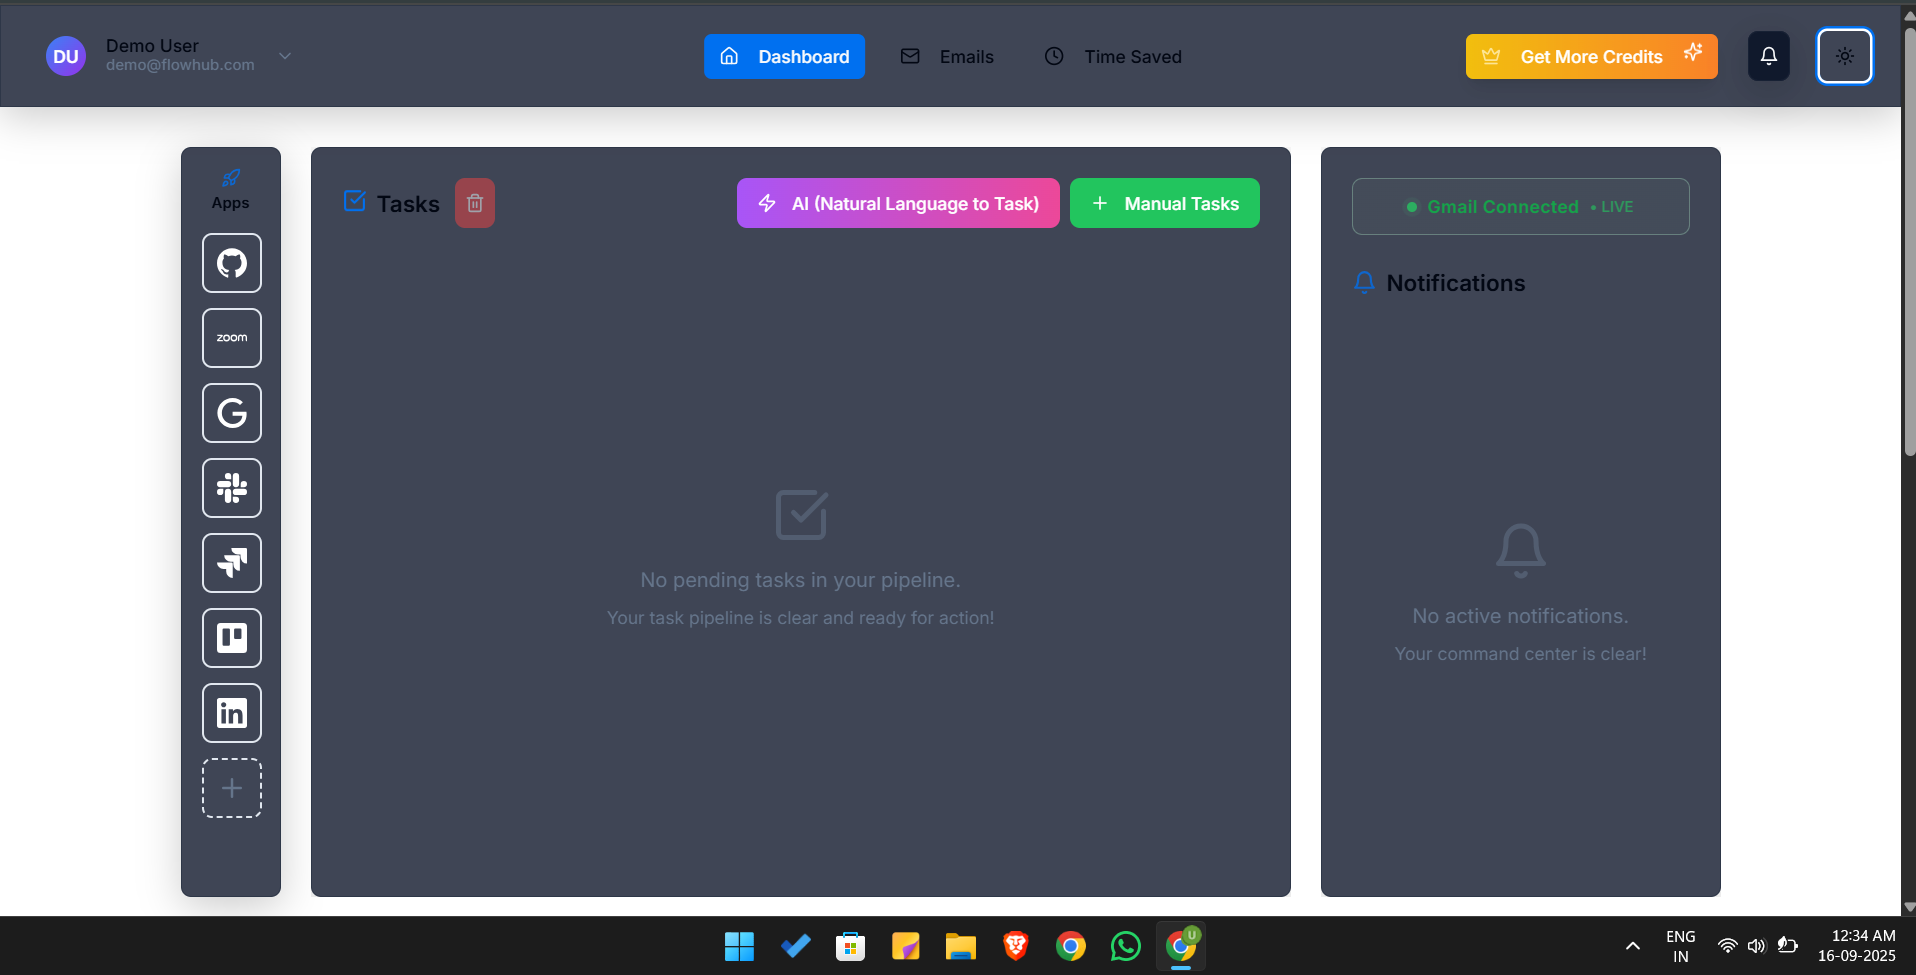 DU
Demo User
demo@flowhub.com
Dashboard
Emails
Time Saved
Get More Credits
Apps
zoom
in
Tasks
AI (Natural Language to Task)
Manual Tasks
No pending tasks in your pipeline.
Your task pipeline is clear and ready for action!
Gmail Connected • LIVE
Notifications
No active notifications.
Your command center is clear!
U
ENG
IN
12:34 AM
16-09-2025